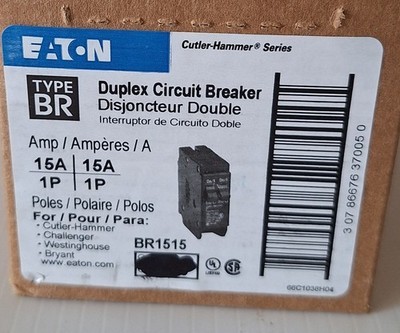 EATON
Cutler-Hammer® Series
TYPE
BR
Duplex Circuit Breaker
Disjoncteur Double
Interruptor de Circuito Doble
Amp / Ampères / A
15A | 15A
1P | 1P
Poles / Polaire / Polos
For / Pour / Para:
• Cutler-Hammer
• Challenger
• Westinghouse
• Bryant
www.eaton.com
BR1515
UL
SA
3 07 86676 37005 0